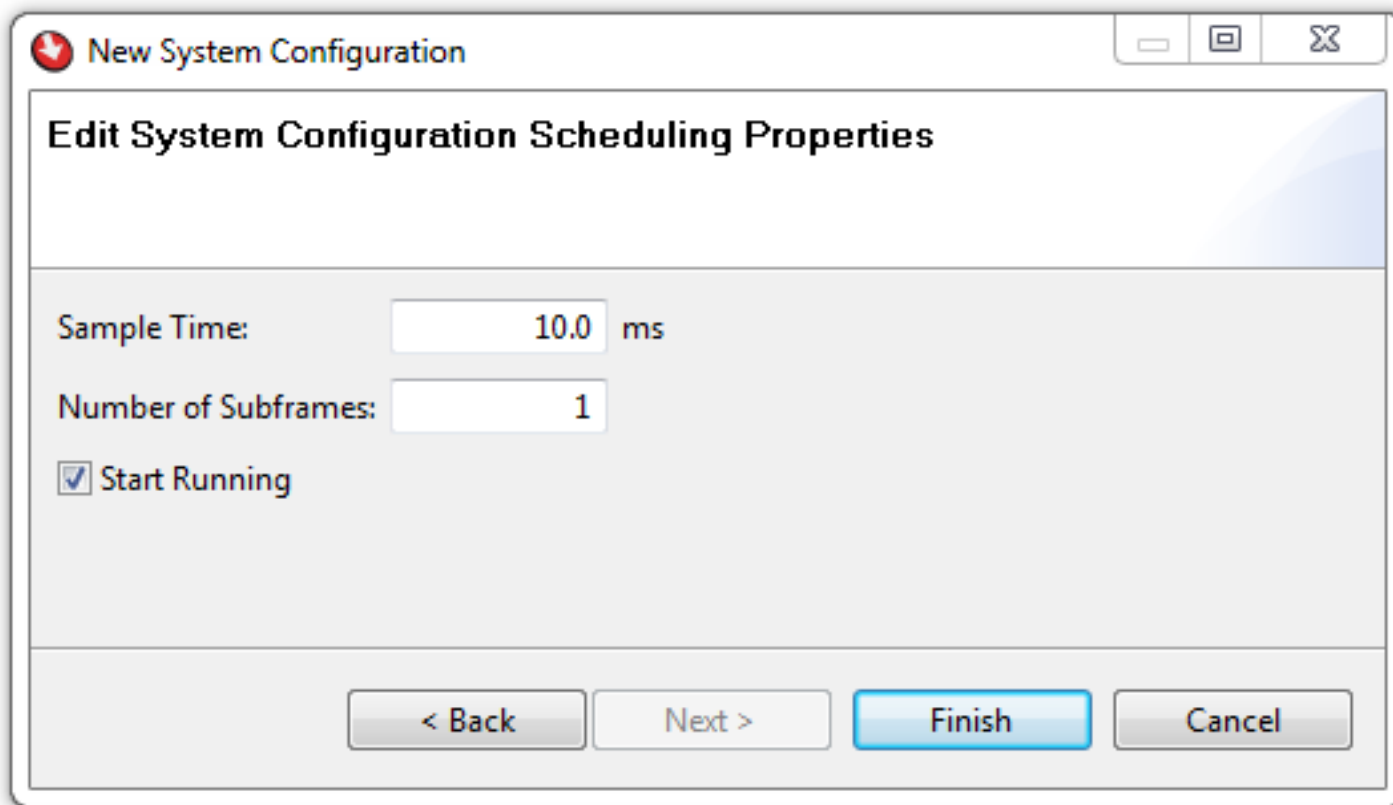 New System Configuration
Edit System Configuration Scheduling Properties
Sample Time: 10.0 ms
Number of Subframes: 1
Start Running
< Back Next > Finish Cancel